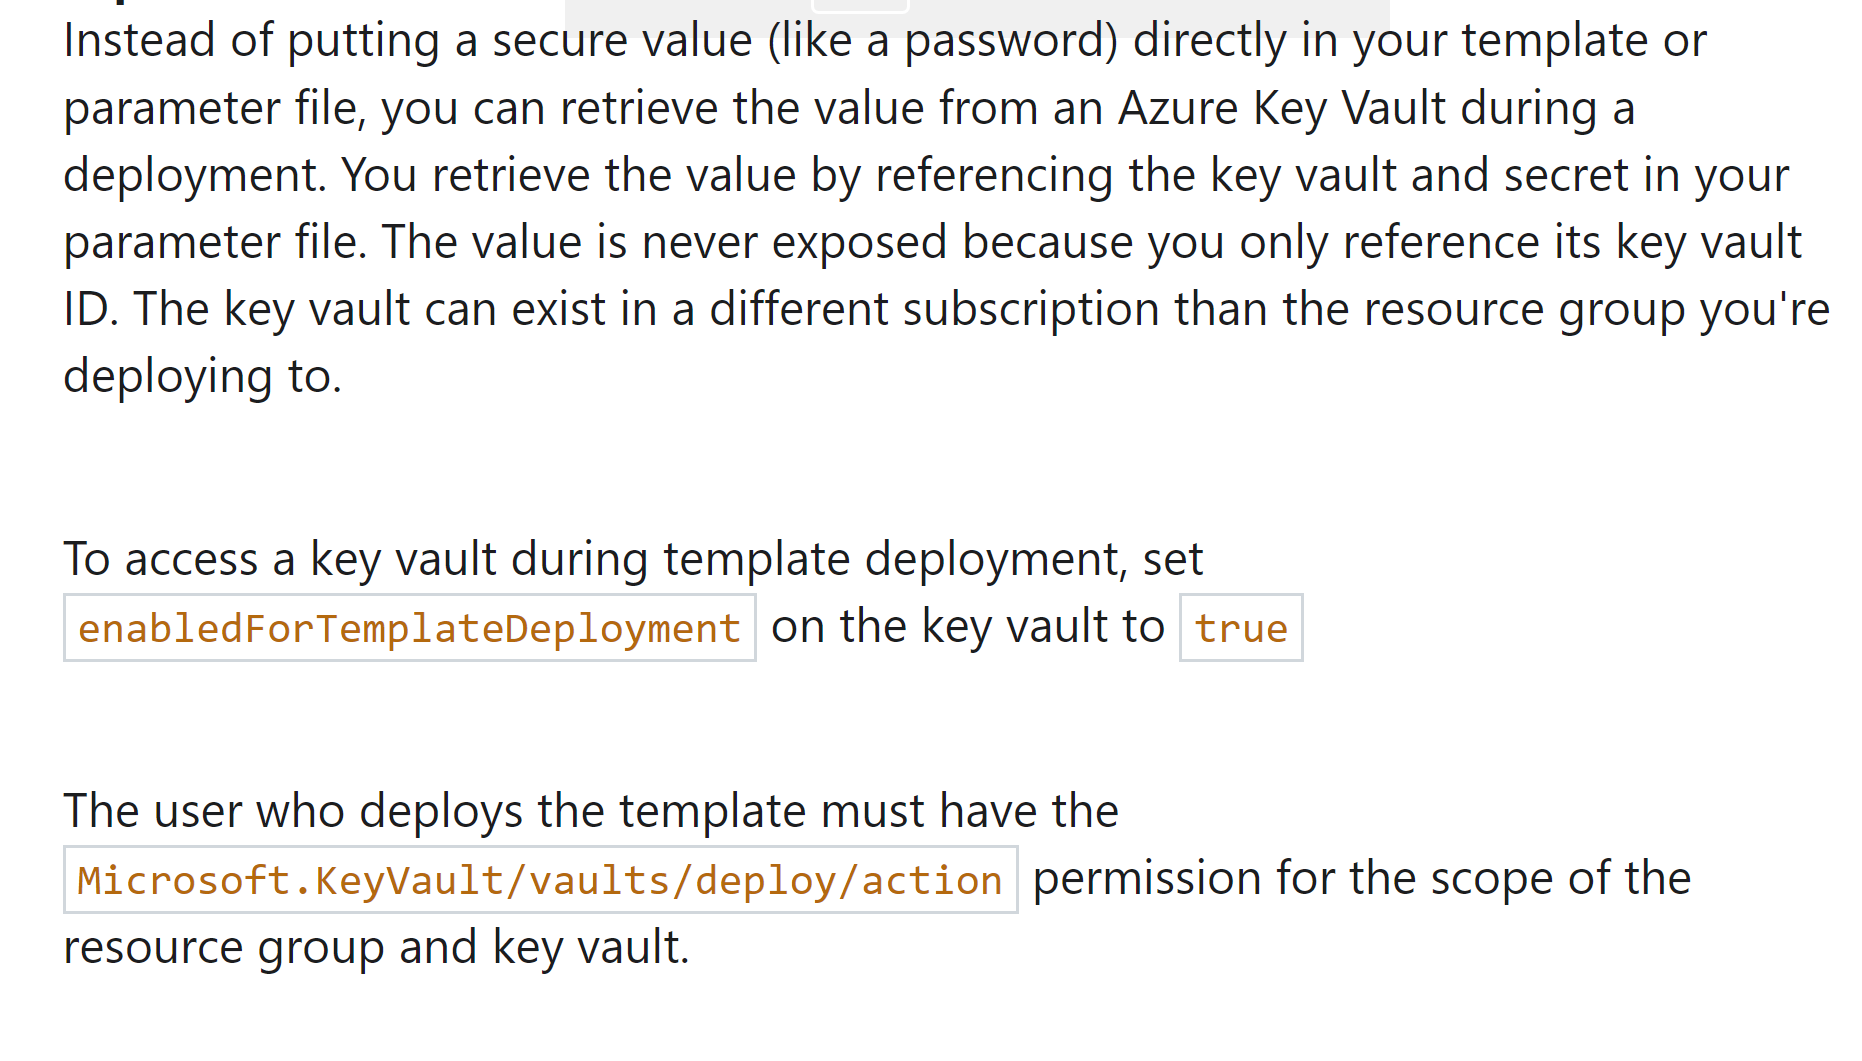 Instead of putting a secure value (like a password) directly in your template or
parameter file, you can retrieve the value from an Azure Key Vault during a
deployment. You retrieve the value by referencing the key vault and secret in your
parameter file. The value is never exposed because you only reference its key vault
ID. The key vault can exist in a different subscription than the resource group you're
deploying to.
To access a key vault during template deployment, set
enabledForTemplateDeployment on the key vault to true
The user who deploys the template must have the
Microsoft.KeyVault/vaults/deploy/action permission for the scope of the
resource group and key vault.